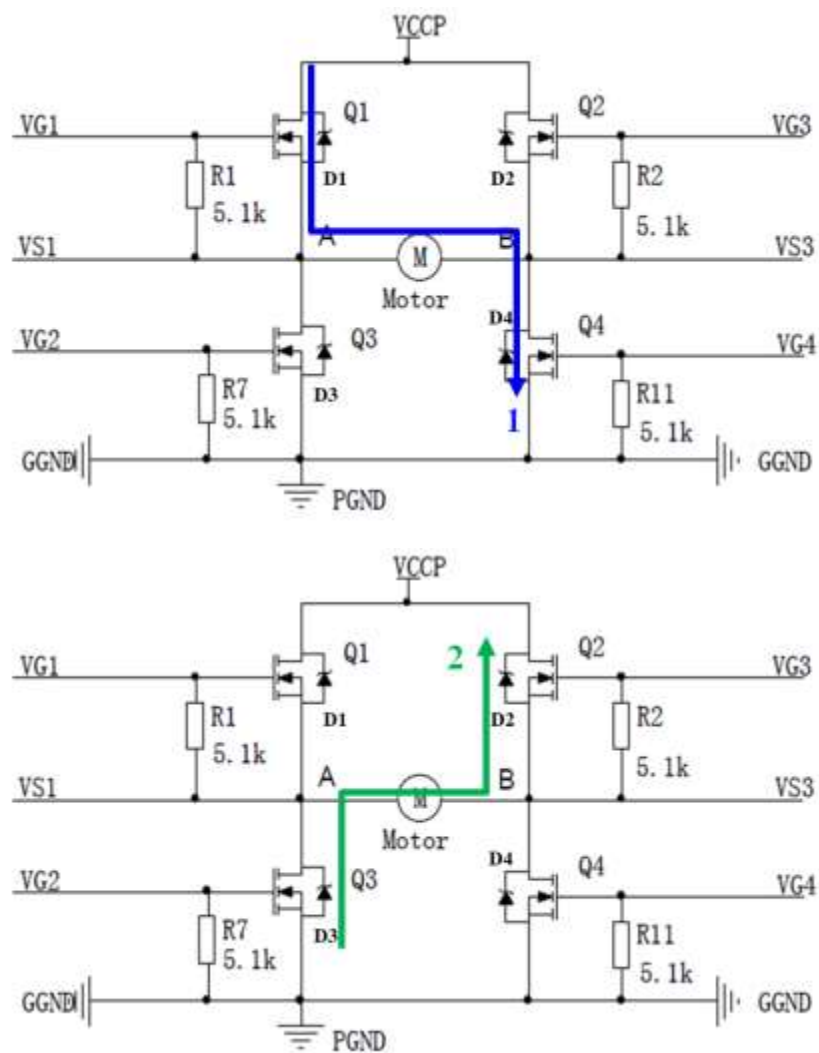 VCCP
Q1
Q2
VG1
VG3
R1
D1
D2
R2
5.1k
5.1k
A
B
VS1
VS3
M
Motor
D4
Q3
Q4
VG2
VG4
R7
D3
R11
5.1k
1
5.1k
GGND
GGND
PGND
VCCP
2
Q1
Q2
VG1
VG3
R1
D1
D2
R2
5.1k
5.1k
A
B
VS1
VS3
M
Motor
D4
Q3
Q4
VG2
VG4
R7
D3
R11
5.1k
5.1k
GGND
GGND
PGND